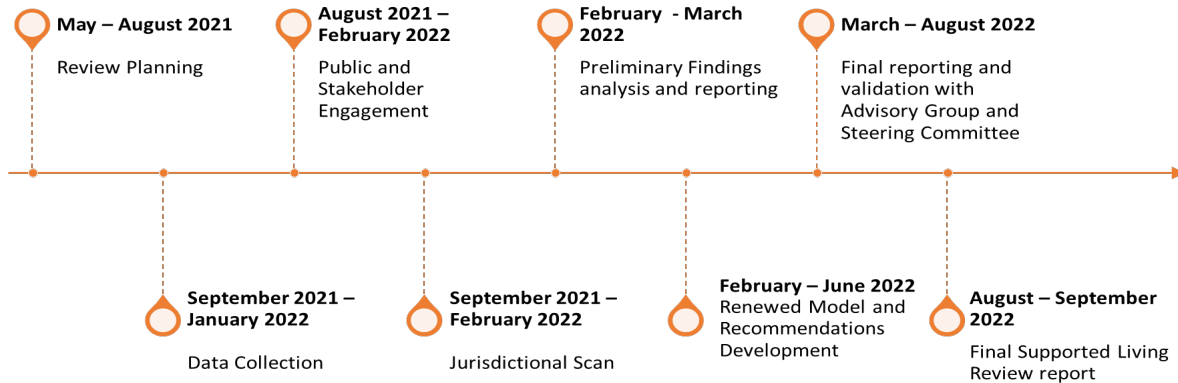 May – August 2021
Review Planning
August 2021 –
February 2022
Public and
Stakeholder
Engagement
February  - March
2022
Preliminary Findings
analysis and reporting
March – August 2022
Final reporting and
validation with
Advisory Group and
Steering Committee
September 2021 –
January 2022
Data Collection
September 2021 –
February 2022
Jurisdictional Scan
February – June 2022
Renewed Model and
Recommendations
Development
August – September
2022
Final Supported Living
Review report